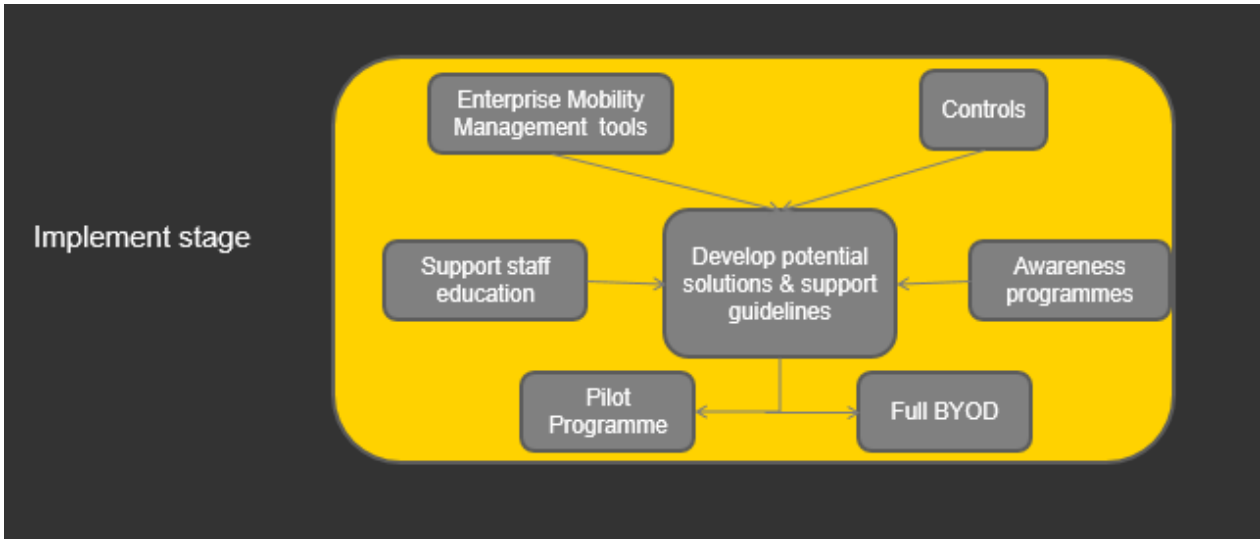 Enterprise Mobility
Management tools
Controls
Implement stage
Support staff
education
Develop potential
solutions & support
guidelines
Awareness
programmes
Pilot
Programme
Full BYOD